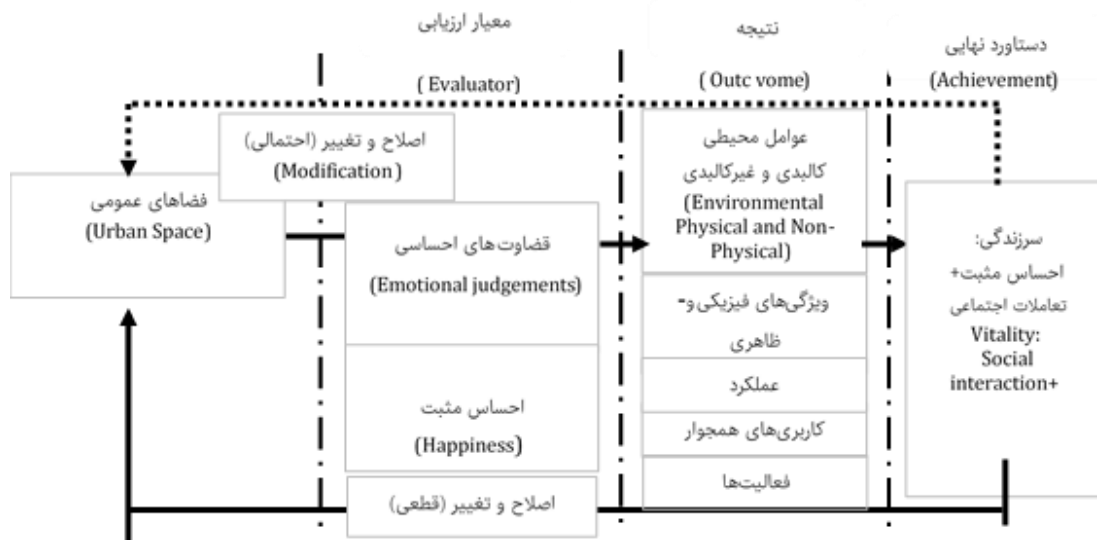 معیار ارزیابی
( Evaluator)
نتیجه
( Outc vome)
دستاورد نهایی
(Achievement)
اصلاح و تغییر (احتمالی)
(Modification )
فضاهای عمومی
(Urban Space)
قضاوت‌های احساسی
(Emotional judgements)
احساس مثبت
(Happiness)
اصلاح و تغییر (قطعی)
عوامل محیطی
کالبدی و غیرکالبدی
(Environmental
Physical and Non-
Physical)
ویژگی‌های فیزیکی و-
ظاهری
عملکرد
کاربری‌های همجوار
فعالیت‌ها
سرزندگی:
احساس مثبت+
تعاملات اجتماعی
Vitality:
Social
interaction+